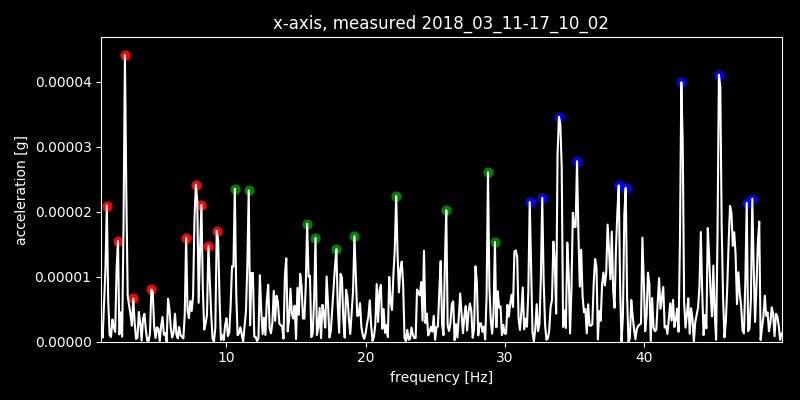 x-axis, measured 2018_03_11-17_10_02
acceleration [g]
0.00004
0.00003
0.00002
0.00001
0.00000
10 20 30 40
frequency [Hz]